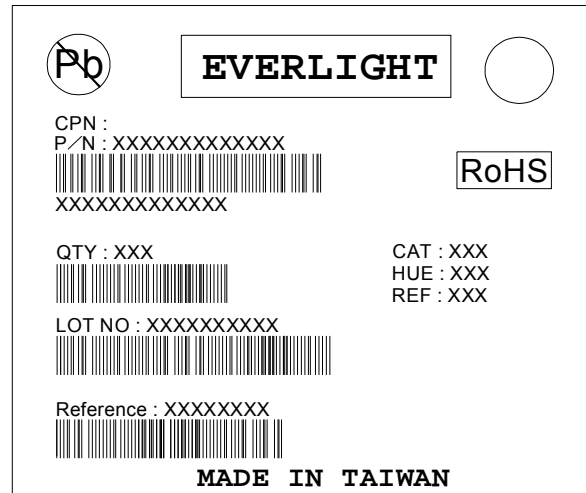 Pb
EVERLIGHT
CPN :
P/N : XXXXXXXXXXXXX
RoHS
XXXXXXXXXXXXX
QTY : XXX
CAT : XXX
HUE : XXX
REF : XXX
LOT NO : XXXXXXXXXX
Reference : XXXXXXXX
MADE IN TAIWAN